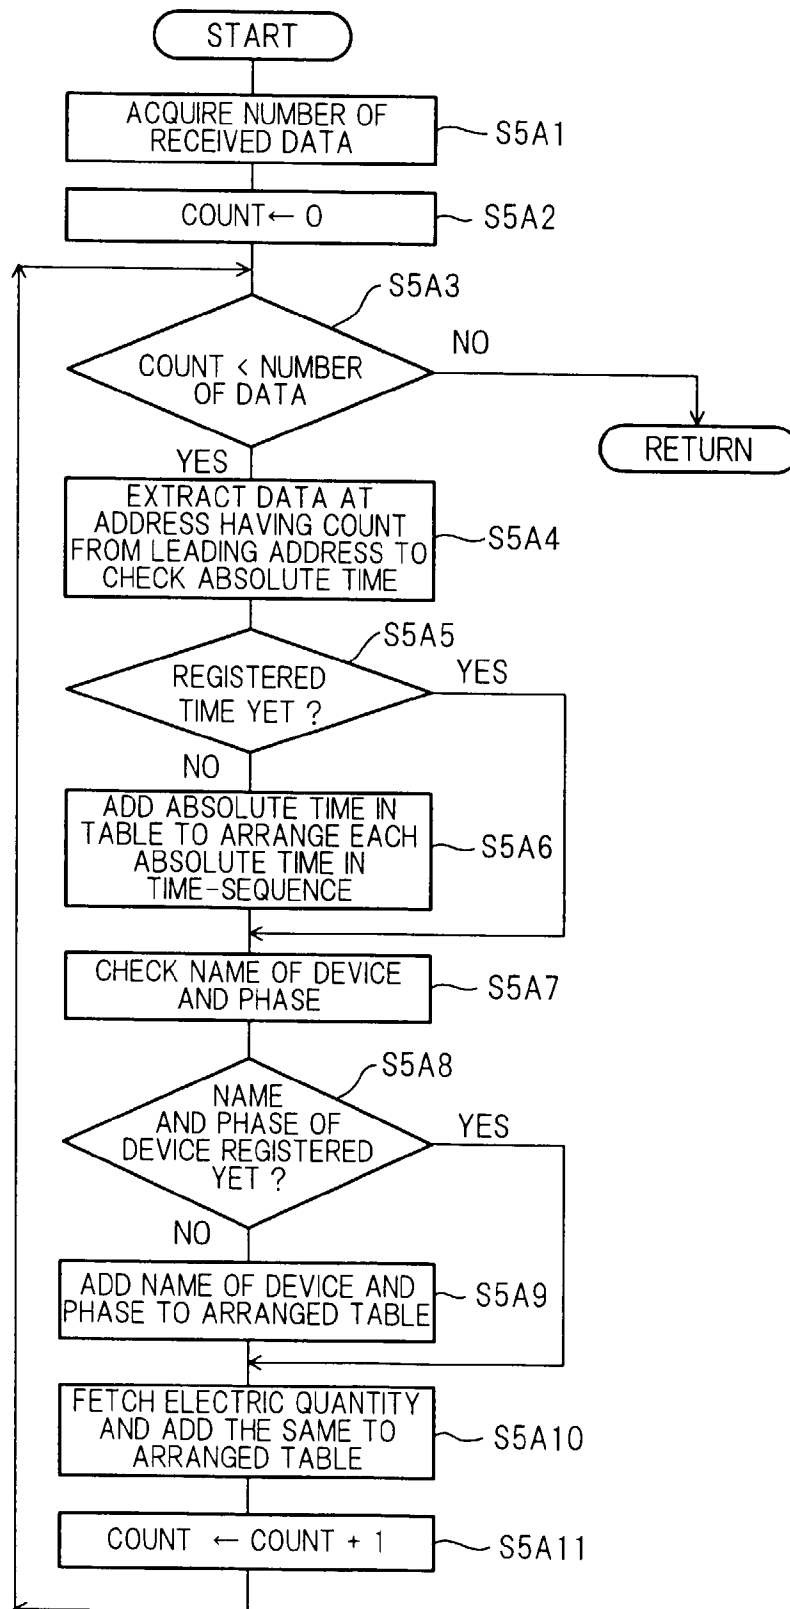 START
ACQUIRE NUMBER OF
RECEIVED DATA
S5A1
COUNT ← 0
S5A2
S5A3
COUNT < NUMBER
OF DATA
NO
RETURN
YES
EXTRACT DATA AT
ADDRESS HAVING COUNT
FROM LEADING ADDRESS TO
CHECK ABSOLUTE TIME
S5A4
S5A5
REGISTERED
TIME YET ?
YES
NO
ADD ABSOLUTE TIME IN
TABLE TO ARRANGE EACH
ABSOLUTE TIME IN
TIME-SEQUENCE
S5A6
CHECK NAME OF DEVICE
AND PHASE
S5A7
S5A8
NAME
AND PHASE OF
DEVICE REGISTERED
YET ?
YES
NO
ADD NAME OF DEVICE AND
PHASE TO ARRANGED TABLE
S5A9
FETCH ELECTRIC QUANTITY
AND ADD THE SAME TO
ARRANGED TABLE
S5A10
COUNT ← COUNT + 1
S5A11